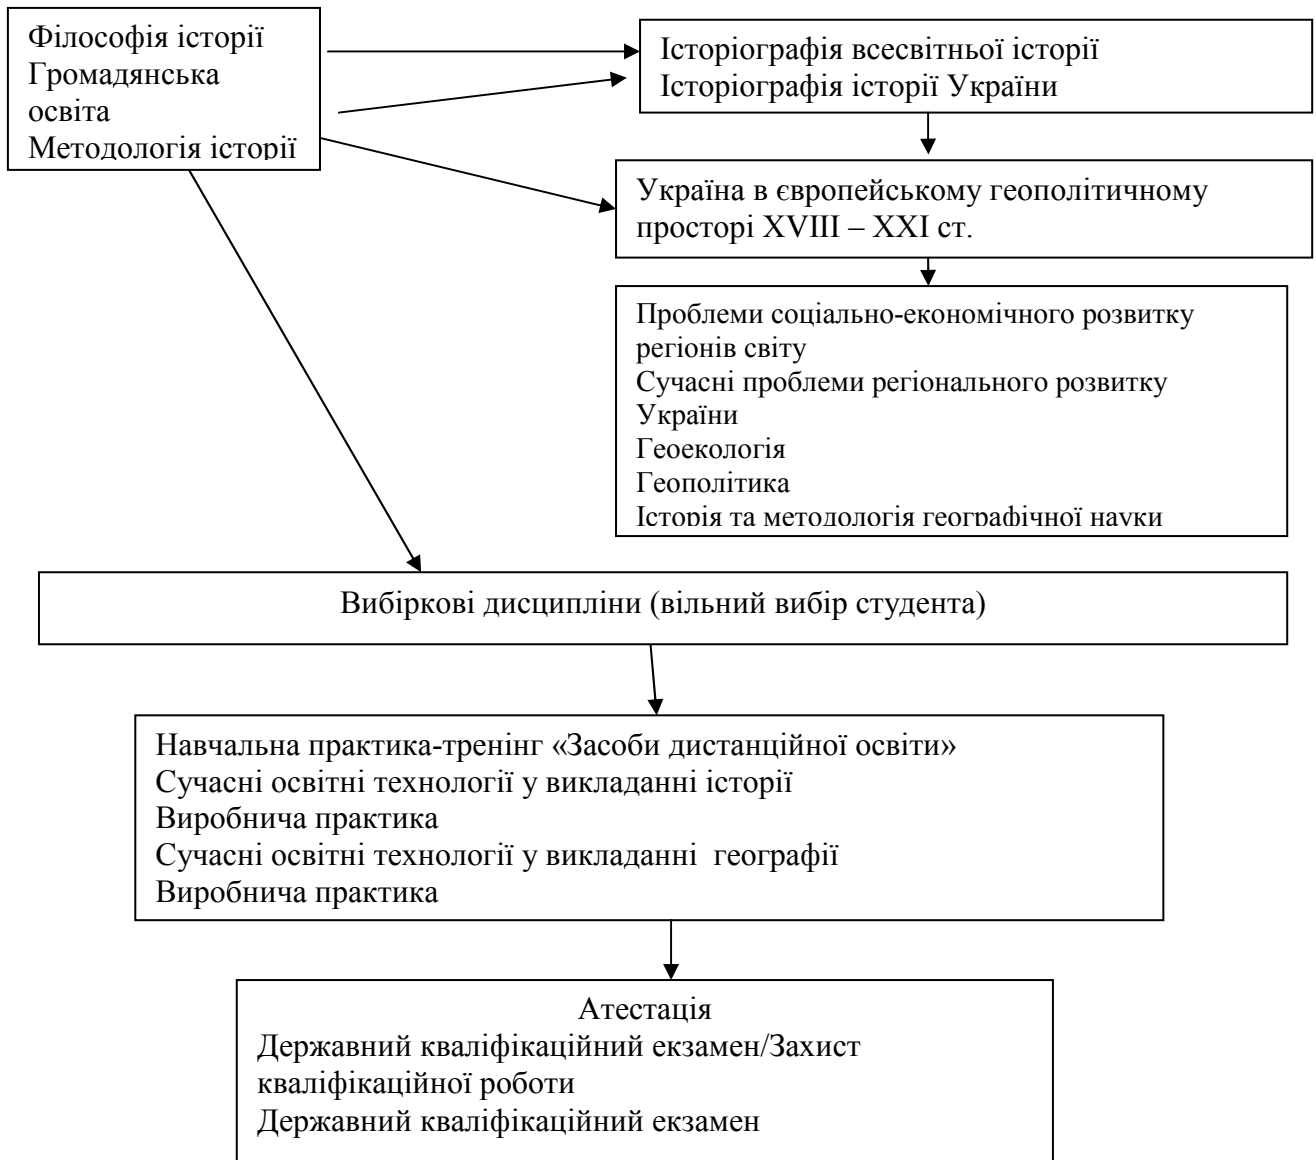 Філософія історії
Громадянська
освіта
Методологія історії
Історіографія всесвітньої історії
Історіографія історії України
Україна в європейському геополітичному
просторі XVIII – XXI ст.
Проблеми соціально-економічного розвитку
регіонів світу
Сучасні проблеми регіонального розвитку
України
Геоекологія
Геополітика
Історія та методологія географічної науки
Вибіркові дисципліни (вільний вибір студента)
Навчальна практика-тренінг «Засоби дистанційної освіти»
Сучасні освітні технології у викладанні історії
Виробнича практика
Сучасні освітні технології у викладанні географії
Виробнича практика
Атестація
Державний кваліфікаційний екзамен/Захист
кваліфікаційної роботи
Державний кваліфікаційний екзамен